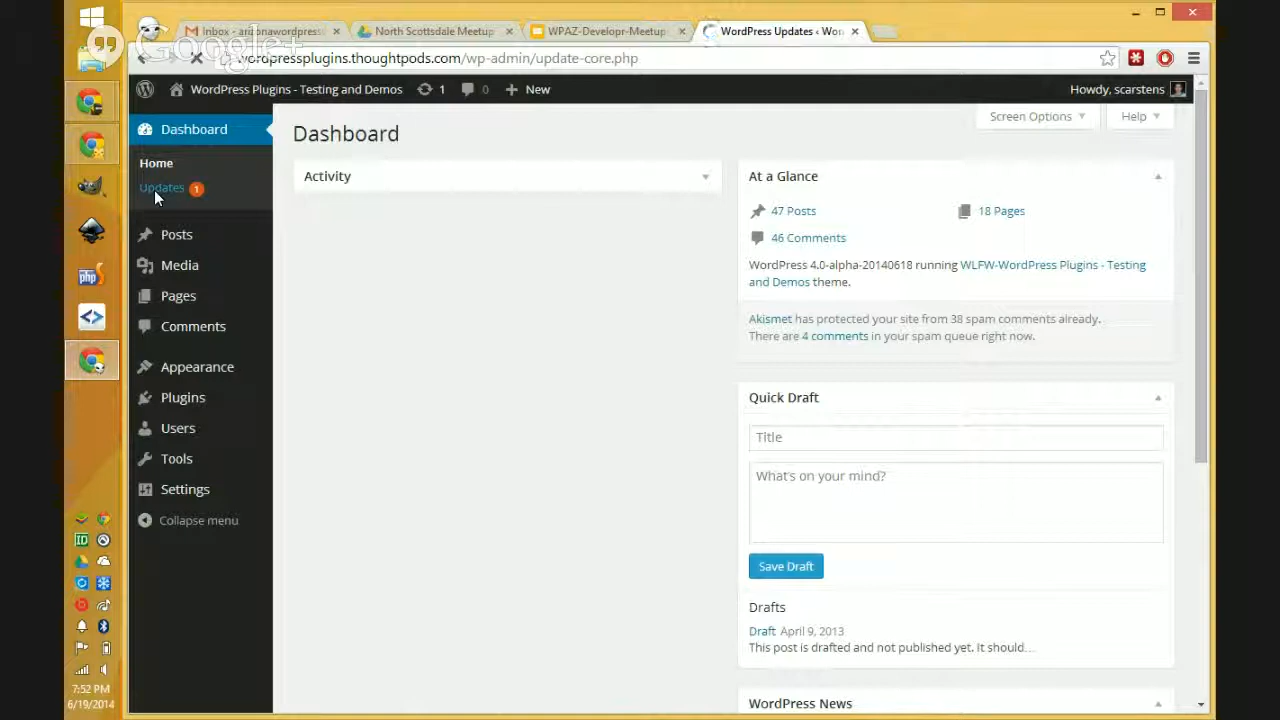 Google+
Inbox - arizonawordpress
North Scottsdale Meetup
WPAZ-Developr-Meetup
WordPress Updates ‹ Wor
wordpressplugins.thoughtpods.com/wp-admin/update-core.php
WordPress Plugins - Testing and Demos
1
0
New
Howdy, scarstens
Dashboard
Home
Updates 1
Posts
Media
Pages
Comments
Appearance
Plugins
Users
Tools
Settings
Collapse menu
Dashboard
Screen Options
Help
Activity
At a Glance
47 Posts
18 Pages
46 Comments
WordPress 4.0-alpha-20140618 running WLFW-WordPress Plugins - Testing
and Demos theme.
Akismet has protected your site from 38 spam comments already.
There are 4 comments in your spam queue right now.
Quick Draft
Title
What's on your mind?
Save Draft
Drafts
Draft April 9, 2013
This post is drafted and not published yet. It should…
WordPress News
php
ID
7:52 PM
6/19/2014